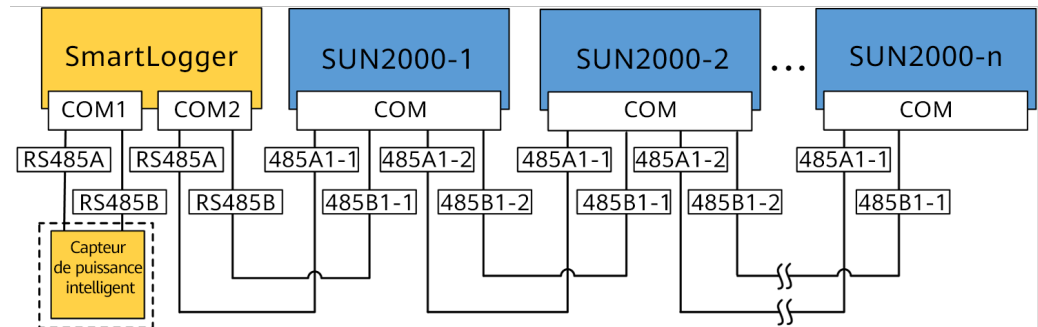 SmartLogger
SUN2000-1
SUN2000-2
...
SUN2000-n
COM1
COM2
COM
COM
COM
RS485A
RS485A
485A1-1
485A1-2
485A1-1
485A1-2
485A1-1
RS485B
RS485B
485B1-1
485B1-2
485B1-1
485B1-2
485B1-1
Capteur
de puissance
intelligent